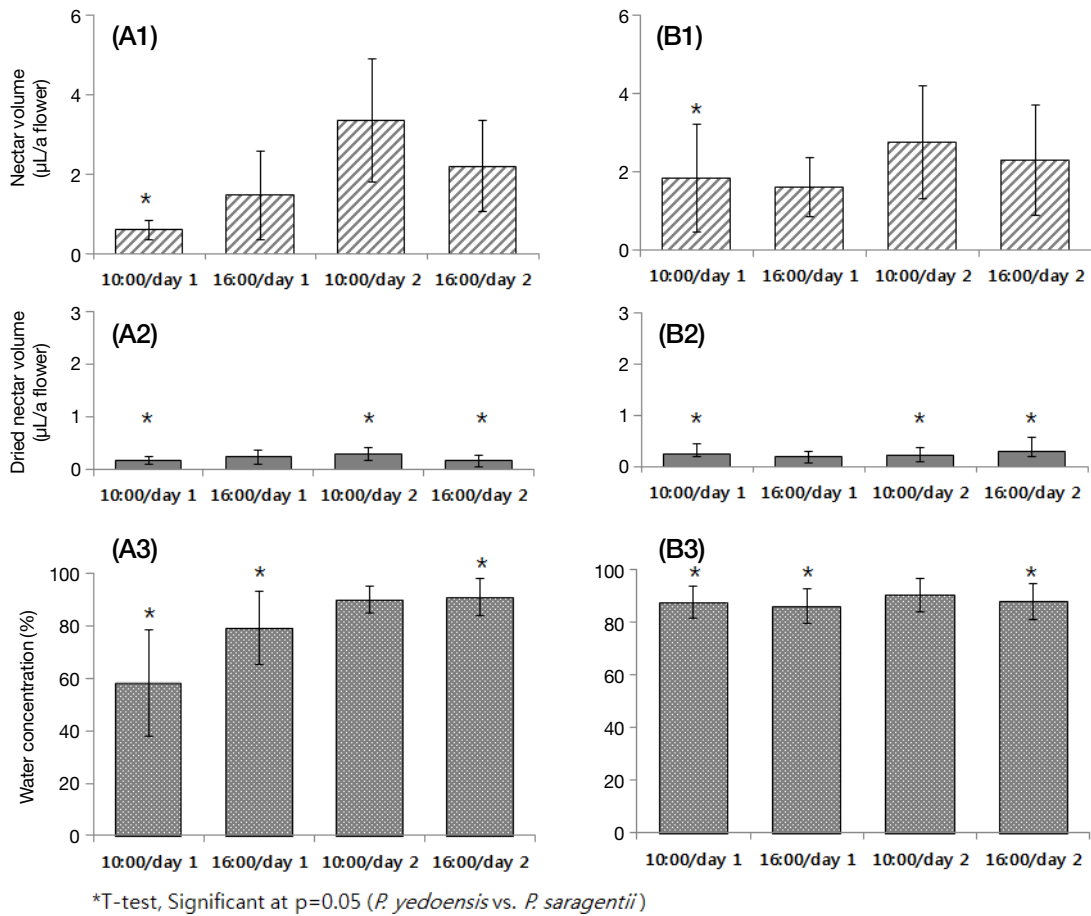 (A1)
Nectar volume
(μL/a flower)
6
4
2
0
*
10:00/day 1 16:00/day 1 10:00/day 2 16:00/day 2
(B1)
6
4
2
0
*
10:00/day 1 16:00/day 1 10:00/day 2 16:00/day 2
(A2)
Dried nectar volume
(μL/a flower)
3
2
1
0
* * *
10:00/day 1 16:00/day 1 10:00/day 2 16:00/day 2
(B2)
3
2
1
0
* * *
10:00/day 1 16:00/day 1 10:00/day 2 16:00/day 2
(A3)
Water concentration (%)
100
80
60
40
20
0
* * *
10:00/day 1 16:00/day 1 10:00/day 2 16:00/day 2
(B3)
100
80
60
40
20
0
* * *
10:00/day 1 16:00/day 1 10:00/day 2 16:00/day 2
*T-test, Significant at p=0.05 (P. yedoensis vs. P. saragentii)